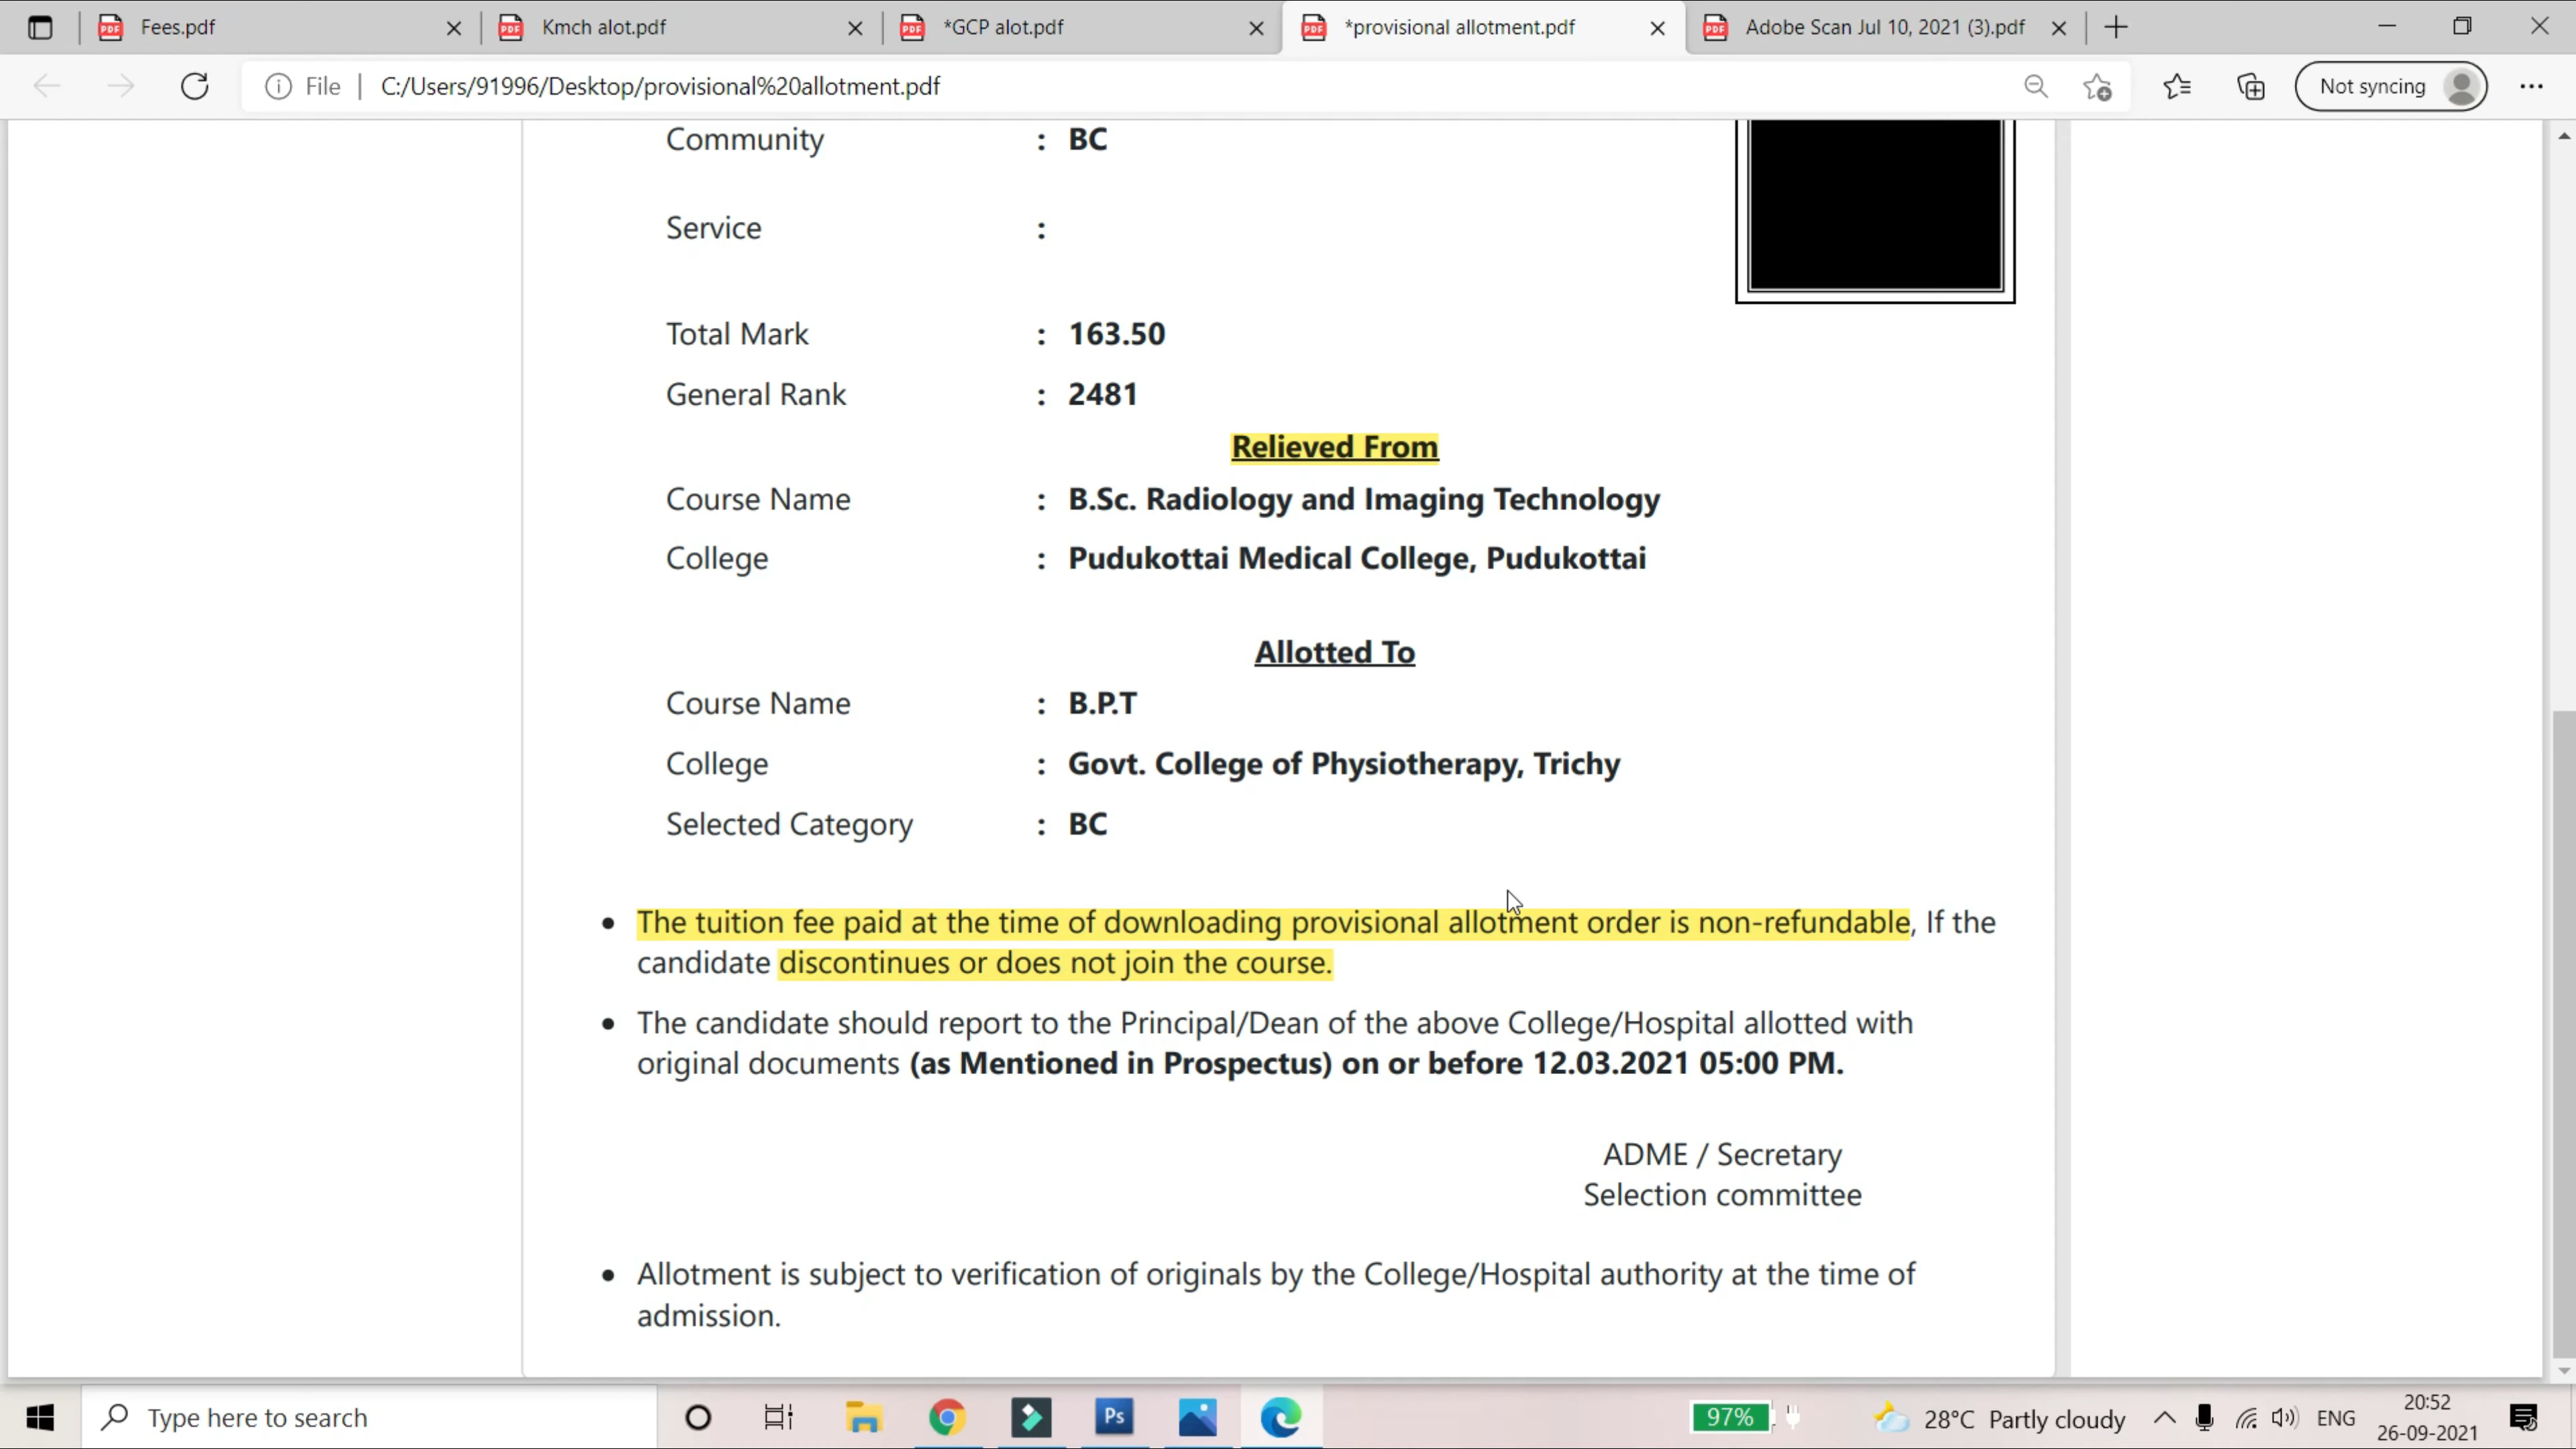 Fees.pdf
Kmch alot.pdf
*GCP alot.pdf
*provisional allotment.pdf
Adobe Scan Jul 10, 2021 (3).pdf
File | C:/Users/91996/Desktop/provisional%20allotment.pdf
Not syncing
Community : BC
Service :
Total Mark : 163.50
General Rank : 2481
Relieved From
Course Name : B.Sc. Radiology and Imaging Technology
College : Pudukottai Medical College, Pudukottai
Allotted To
Course Name : B.P.T
College : Govt. College of Physiotherapy, Trichy
Selected Category : BC
• The tuition fee paid at the time of downloading provisional allotment order is non-refundable, If the
candidate discontinues or does not join the course.
• The candidate should report to the Principal/Dean of the above College/Hospital allotted with
original documents (as Mentioned in Prospectus) on or before 12.03.2021 05:00 PM.
ADME / Secretary
Selection committee
• Allotment is subject to verification of originals by the College/Hospital authority at the time of
admission.
Type here to search
Ps
97%
28°C Partly cloudy
ENG
20:52
26-09-2021